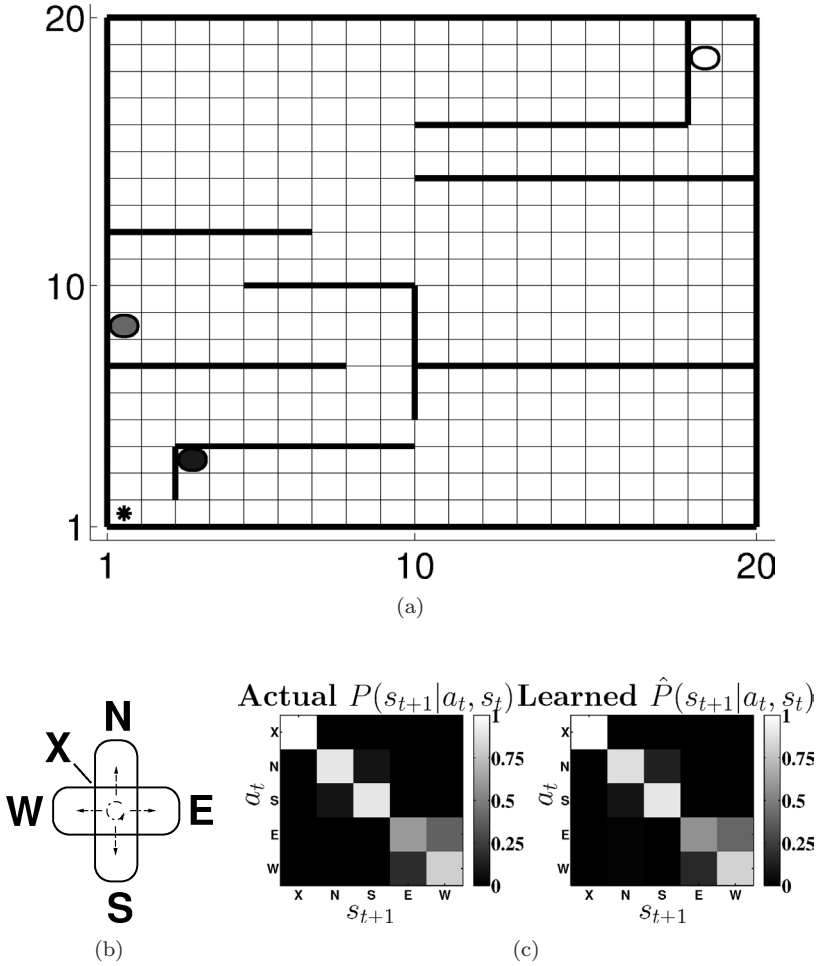 20
10
1
1
10
20
(a)
Actual P(s_{t+1}|a_t, s_t) Learned P̂(s_{t+1}|a_t, s_t)
N
X
W
E
S
X
N
S
E
W
a_t
X N S E W
s_{t+1}
1
0.75
0.5
0.25
0
X
N
S
E
W
a_t
X N S E W
s_{t+1}
1
0.75
0.5
0.25
0
(b)
(c)